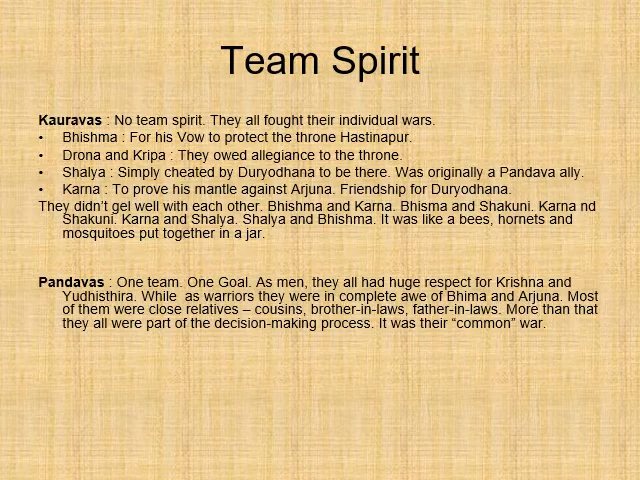 Team Spirit
Kauravas : No team spirit. They all fought their individual wars.
• Bhishma : For his Vow to protect the throne Hastinapur.
• Drona and Kripa : They owed allegiance to the throne.
• Shalya : Simply cheated by Duryodhana to be there. Was originally a Pandava ally.
• Karna : To prove his mantle against Arjuna. Friendship for Duryodhana.
They didn’t gel well with each other. Bhishma and Karna. Bhisma and Shakuni. Karna nd
Shakuni. Karna and Shalya. Shalya and Bhishma. It was like a bees, hornets and
mosquitoes put together in a jar.
Pandavas : One team. One Goal. As men, they all had huge respect for Krishna and
Yudhisthira. While  as warriors they were in complete awe of Bhima and Arjuna. Most
of them were close relatives – cousins, brother-in-laws, father-in-laws. More than that
they all were part of the decision-making process. It was their “common” war.